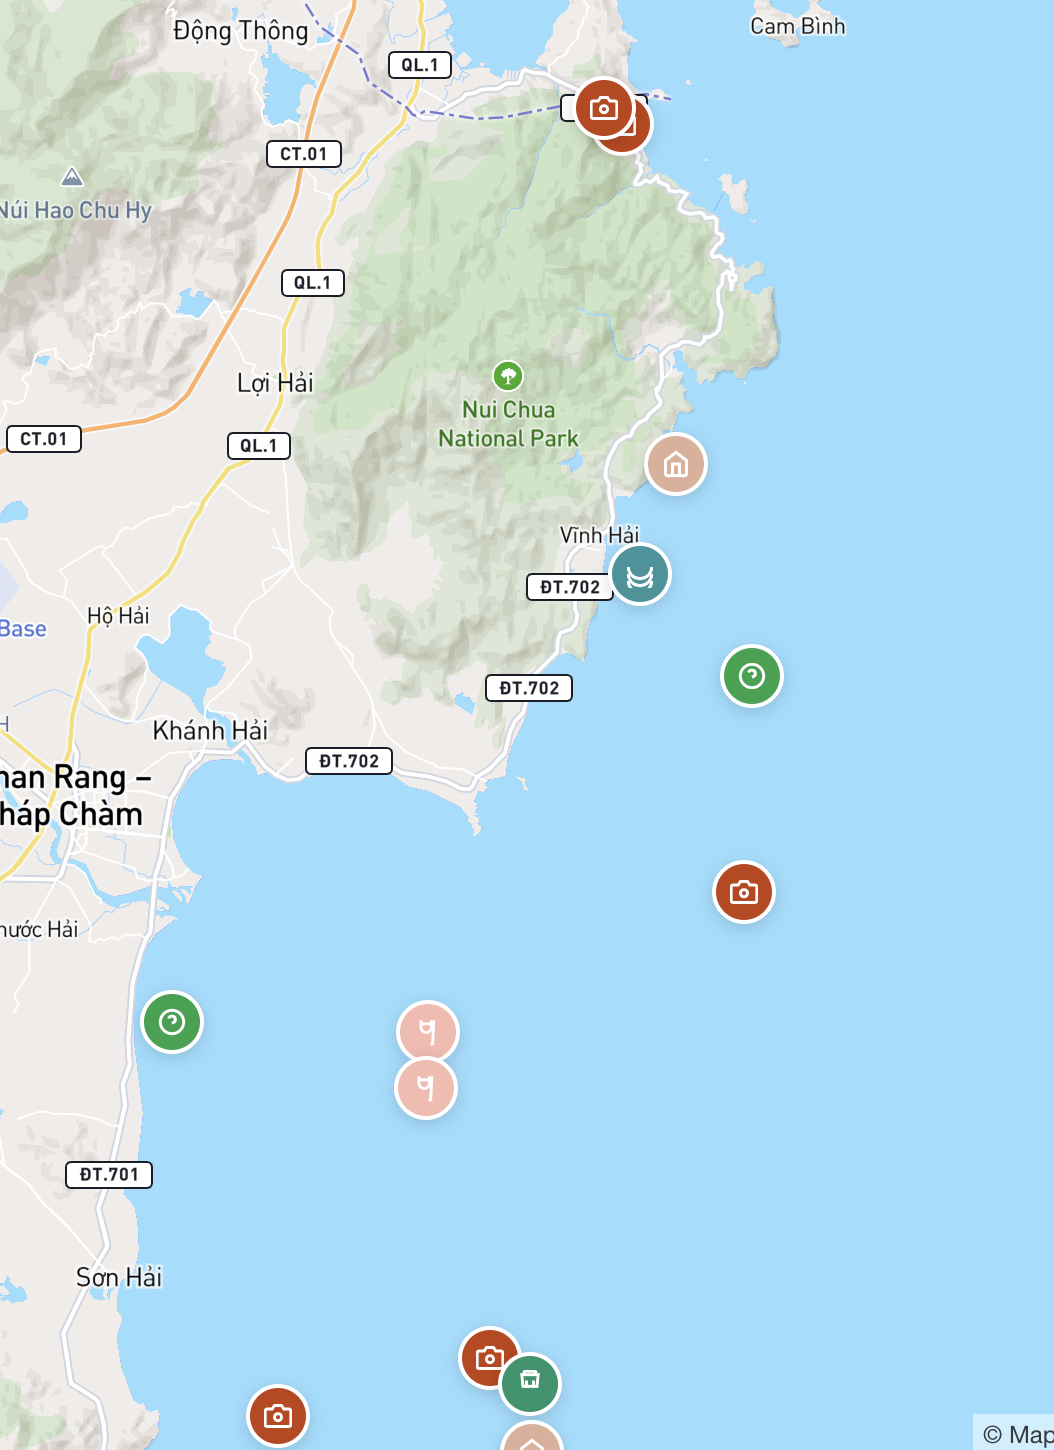 Động Thông
Cam Bình
QL.1
CT.01
Núi Hao Chu Hy
QL.1
Lợi Hải
Nui Chua
National Park
CT.01
QL.1
Vĩnh Hải
ĐT.702
Hộ Hải
Base
ĐT.702
H
Khánh Hải
ĐT.702
han Rang –
háp Chàm
hước Hải
ĐT.701
Sơn Hải
© Map